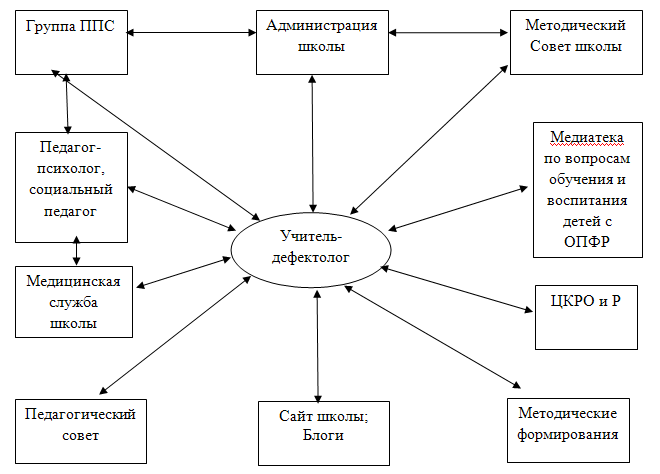 Группа ППС
Администрация
школы
Методический
Совет школы
Педагог-
психолог,
социальный
педагог
Медиатека
по вопросам
обучения и
воспитания
детей с
ОПФР
Учитель-
дефектолог
Медицинская
служба
школы
ЦКРО и Р
Педагогический
совет
Сайт школы;
Блоги
Методические
формирования